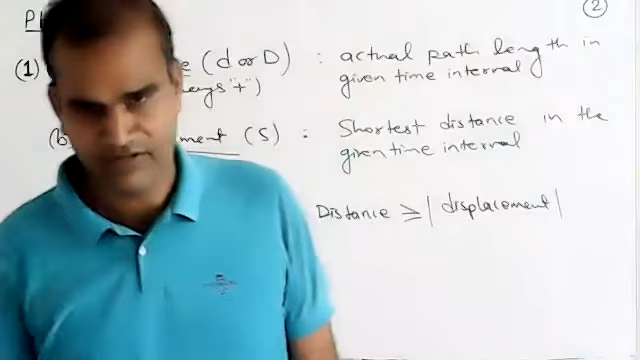 (2)
(1) (d or D) : actual path length in
"+") given time interval
(b) ment (S) : Shortest distance in the
given time interval
Distance ≥ | displacement |